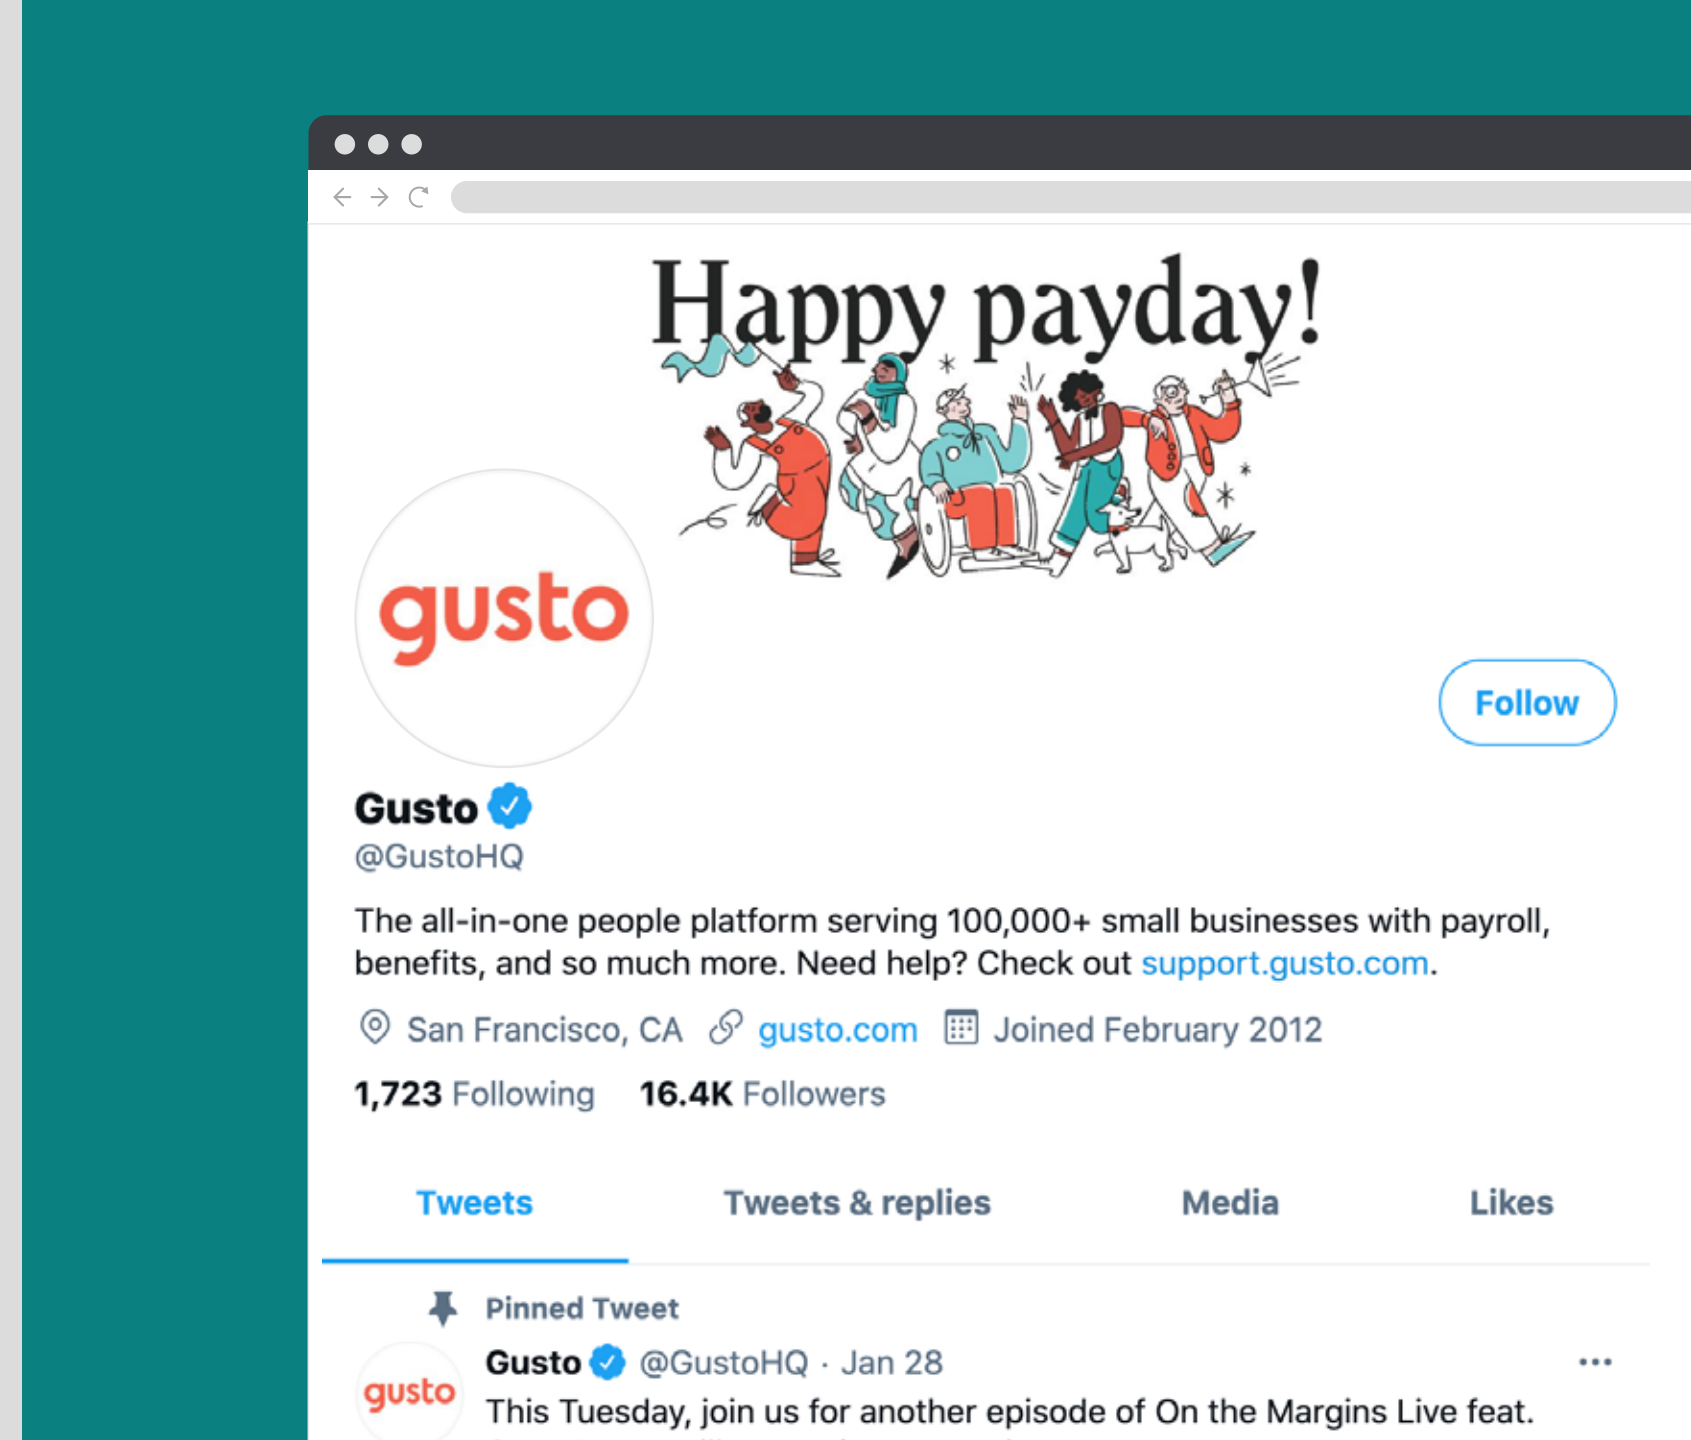 Happy payday!
gusto
Follow
Gusto
@GustoHQ
The all-in-one people platform serving 100,000+ small businesses with payroll,
benefits, and so much more. Need help? Check out support.gusto.com.
San Francisco, CA gusto.com Joined February 2012
1,723 Following 16.4K Followers
Tweets Tweets & replies Media Likes
Pinned Tweet
Gusto @GustoHQ · Jan 28
gusto
This Tuesday, join us for another episode of On the Margins Live feat.